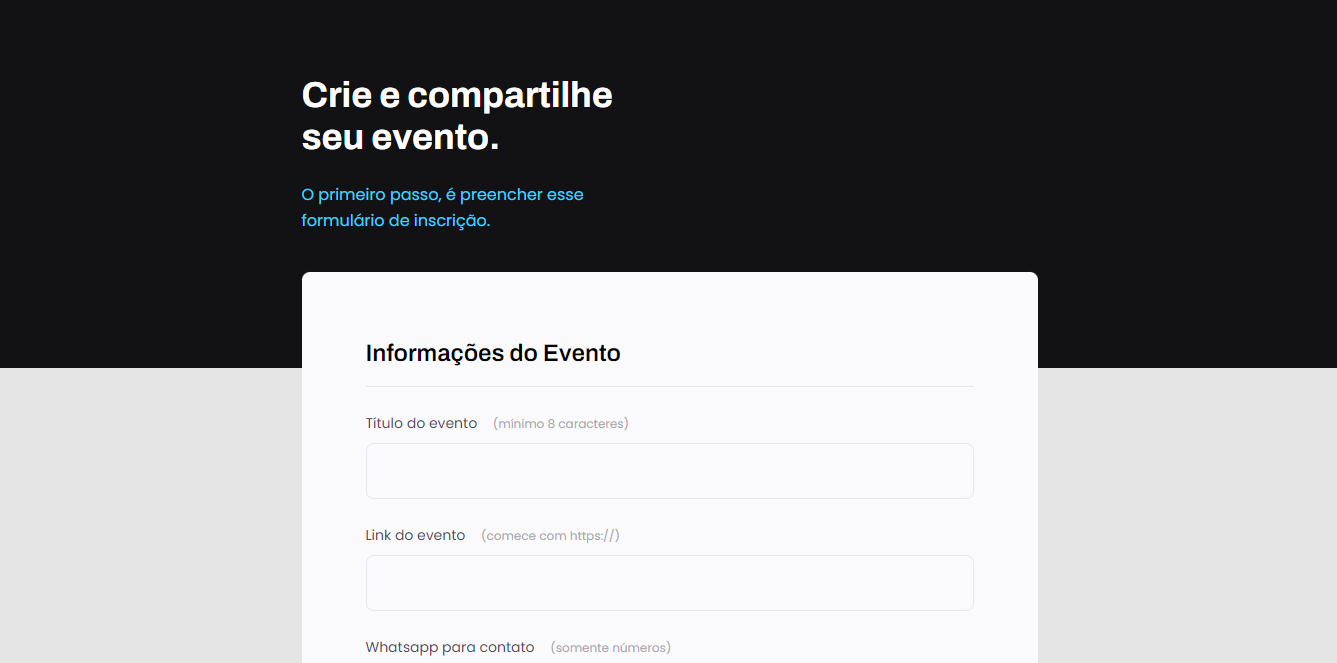 Crie e compartilhe
seu evento.
O primeiro passo, é preencher esse
formulário de inscrição.
Informações do Evento
Título do evento (mínimo 8 caracteres)
Link do evento (comece com https://)
Whatsapp para contato (somente números)